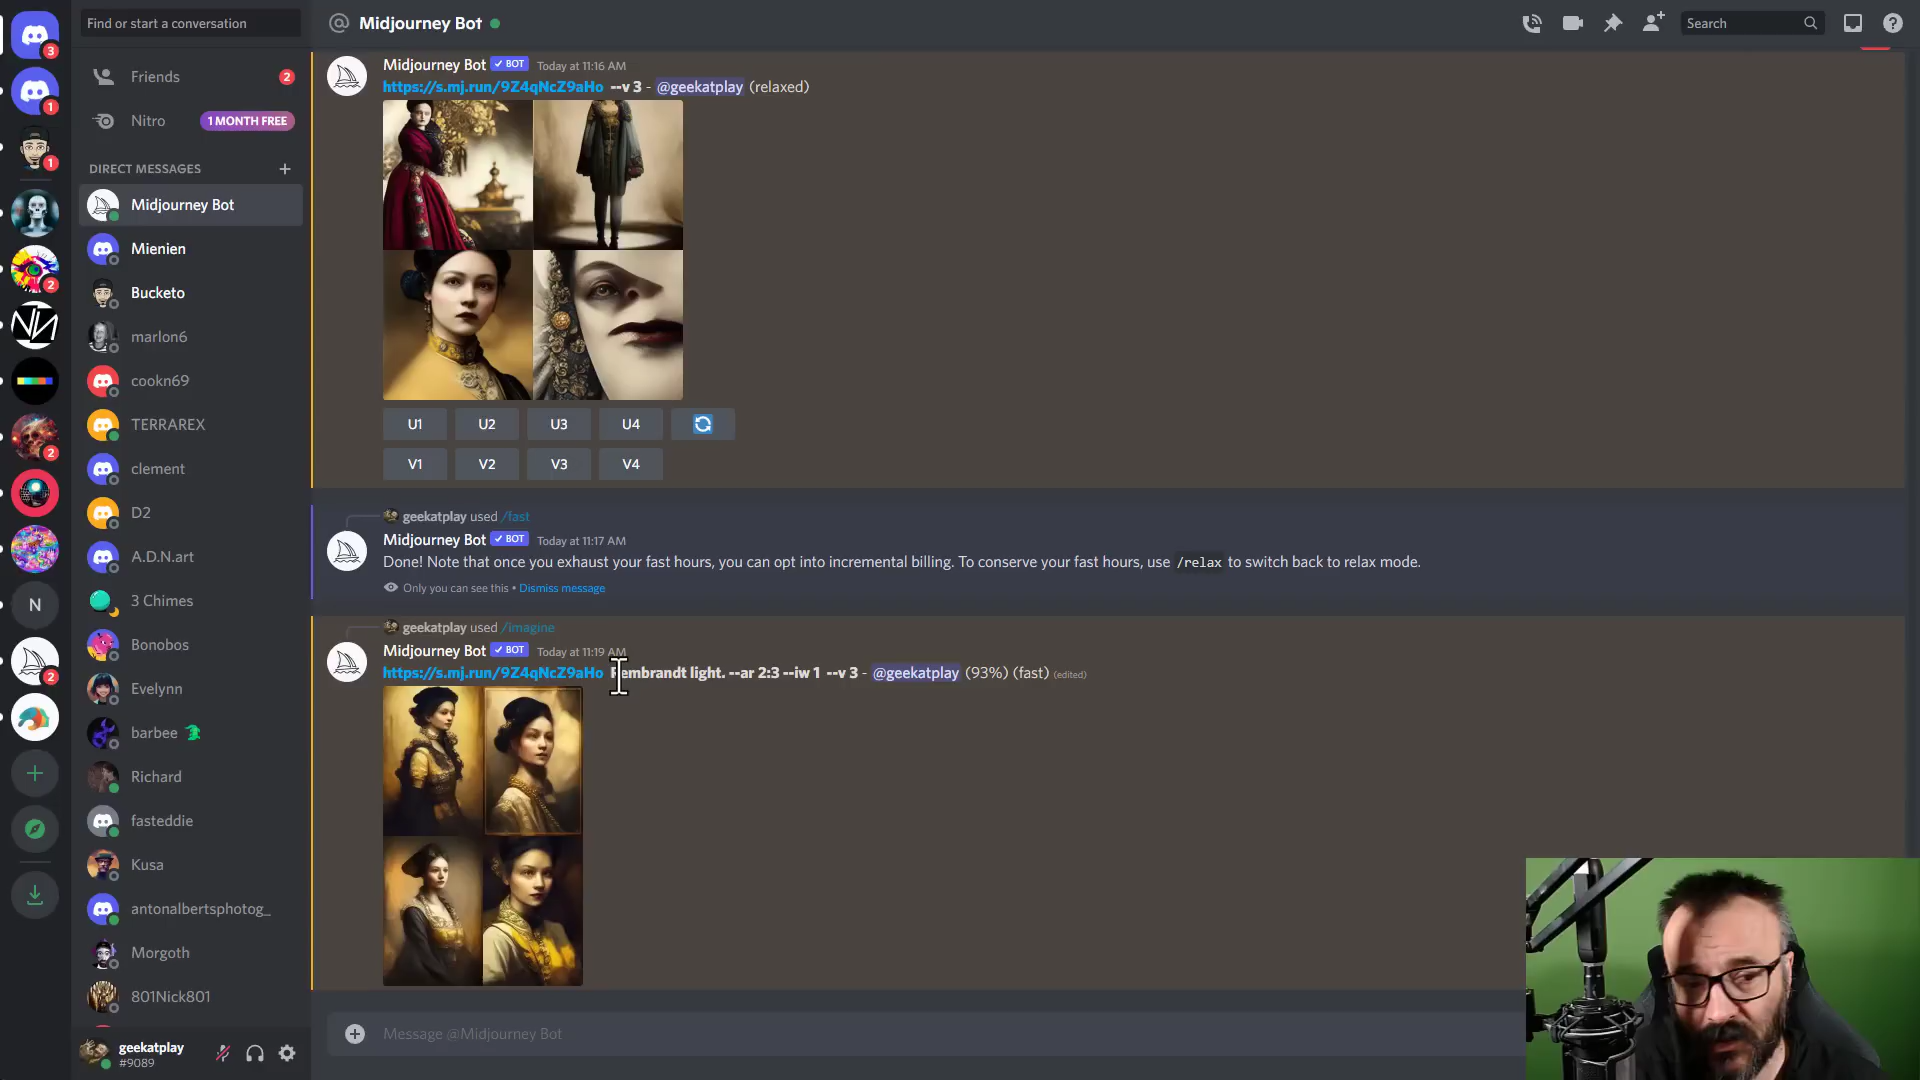 Find or start a conversation
Midjourney Bot
Search
3
Friends
2
1
Nitro
1 MONTH FREE
1
DIRECT MESSAGES
Midjourney Bot
Mienien
2
Bucketo
marlon6
cookn69
TERRAREX
2
clement
D2
A.D.N.art
3 Chimes
N
Bonobos
2
Evelynn
barbee
Richard
fasteddie
Kusa
antonalbertsphotog_
Morgoth
801Nick801
geekatplay
#9089
Midjourney Bot BOT Today at 11:16 AM
https://s.mj.run/9Z4qNcZ9aHo --v 3 - @geekatplay (relaxed)
U1 U2 U3 U4
V1 V2 V3 V4
geekatplay used /fast
Midjourney Bot BOT Today at 11:17 AM
Done! Note that once you exhaust your fast hours, you can opt into incremental billing. To conserve your fast hours, use /relax to switch back to relax mode.
Only you can see this • Dismiss message
geekatplay used /imagine
Midjourney Bot BOT Today at 11:19 AM
https://s.mj.run/9Z4qNcZ9aHo Rembrandt light. --ar 2:3 --iw 1 --v 3 - @geekatplay (93%) (fast) (edited)
Message @Midjourney Bot